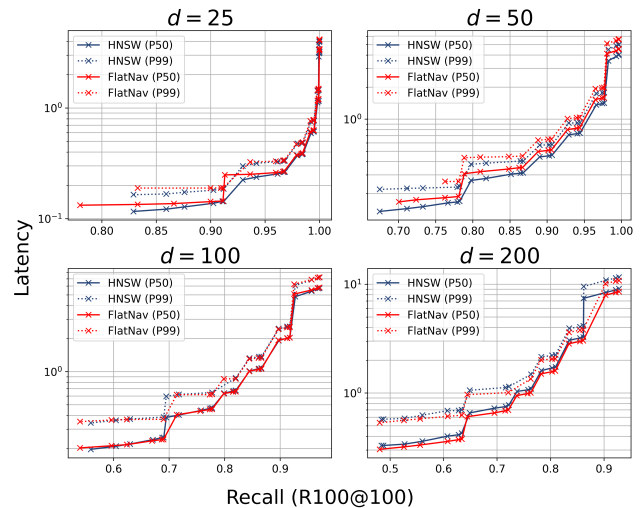 d = 25
d = 50
HNSW (P50)
HNSW (P99)
FlatNav (P50)
FlatNav (P99)
HNSW (P50)
HNSW (P99)
FlatNav (P50)
FlatNav (P99)
10⁰
10⁻¹
10⁰
0.80 0.85 0.90 0.95 1.00
0.70 0.75 0.80 0.85 0.90 0.95 1.00
Latency
d = 100
d = 200
HNSW (P50)
HNSW (P99)
FlatNav (P50)
FlatNav (P99)
HNSW (P50)
HNSW (P99)
FlatNav (P50)
FlatNav (P99)
10⁰
10¹
10⁰
0.6 0.7 0.8 0.9
0.5 0.6 0.7 0.8 0.9
Recall (R100@100)